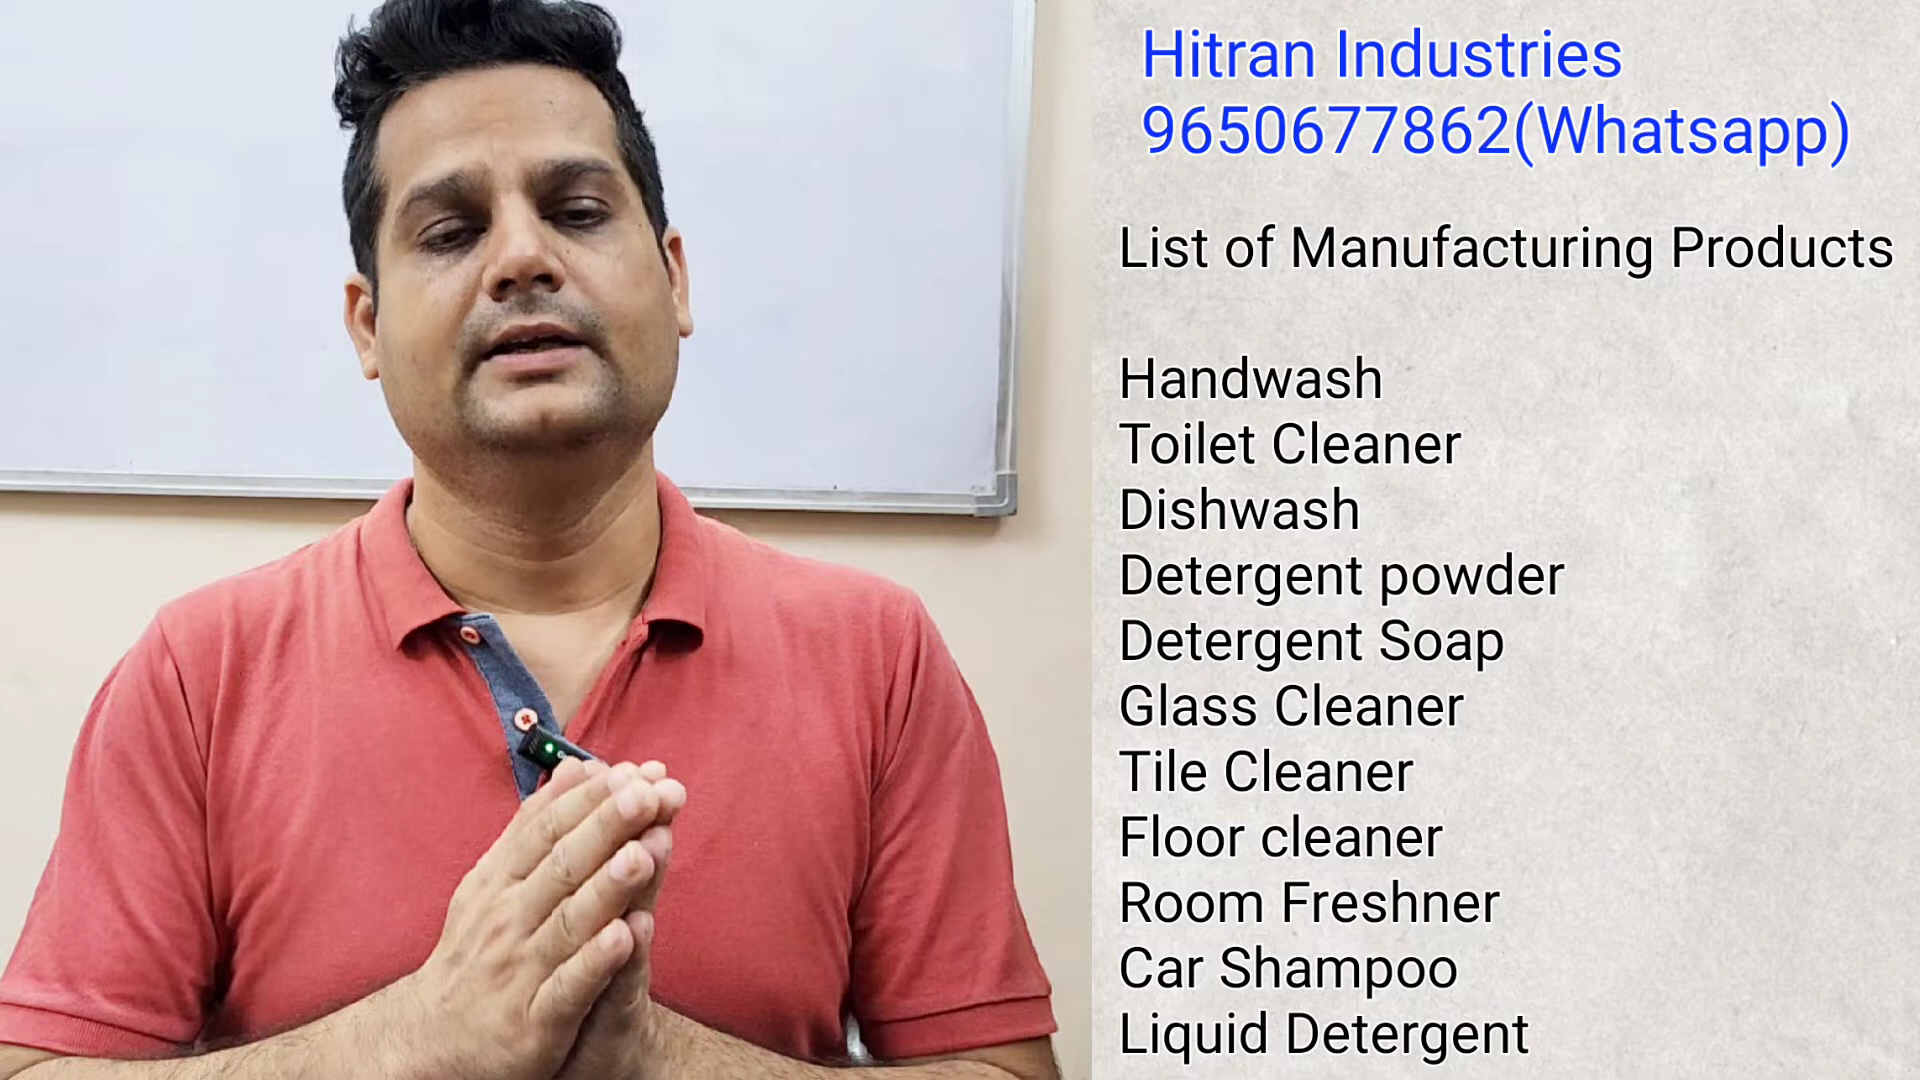 Hitran Industries
9650677862(Whatsapp)
List of Manufacturing Products
Handwash
Toilet Cleaner
Dishwash
Detergent powder
Detergent Soap
Glass Cleaner
Tile Cleaner
Floor cleaner
Room Freshner
Car Shampoo
Liquid Detergent